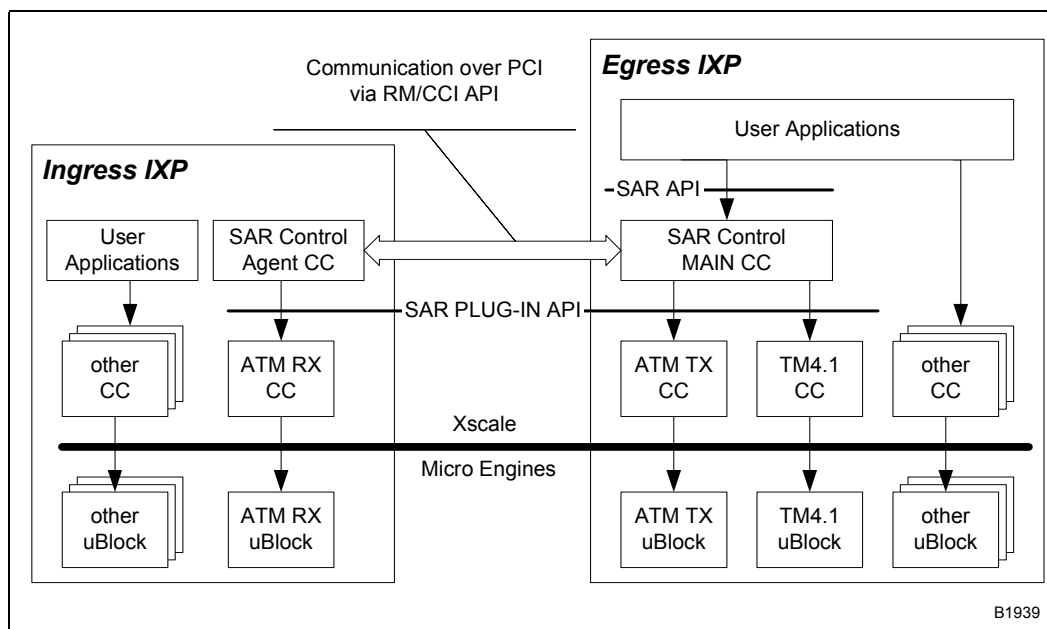 Communication over PCI
via RM/CCI API
Egress IXP
User Applications
Ingress IXP
SAR API
User
Applications
SAR Control
Agent CC
SAR Control
MAIN CC
SAR PLUG-IN API
other
CC
ATM RX
CC
ATM TX
CC
TM4.1
CC
other
CC
Xscale
Micro Engines
other
uBlock
ATM RX
uBlock
ATM TX
uBlock
TM4.1
uBlock
other
uBlock
B1939